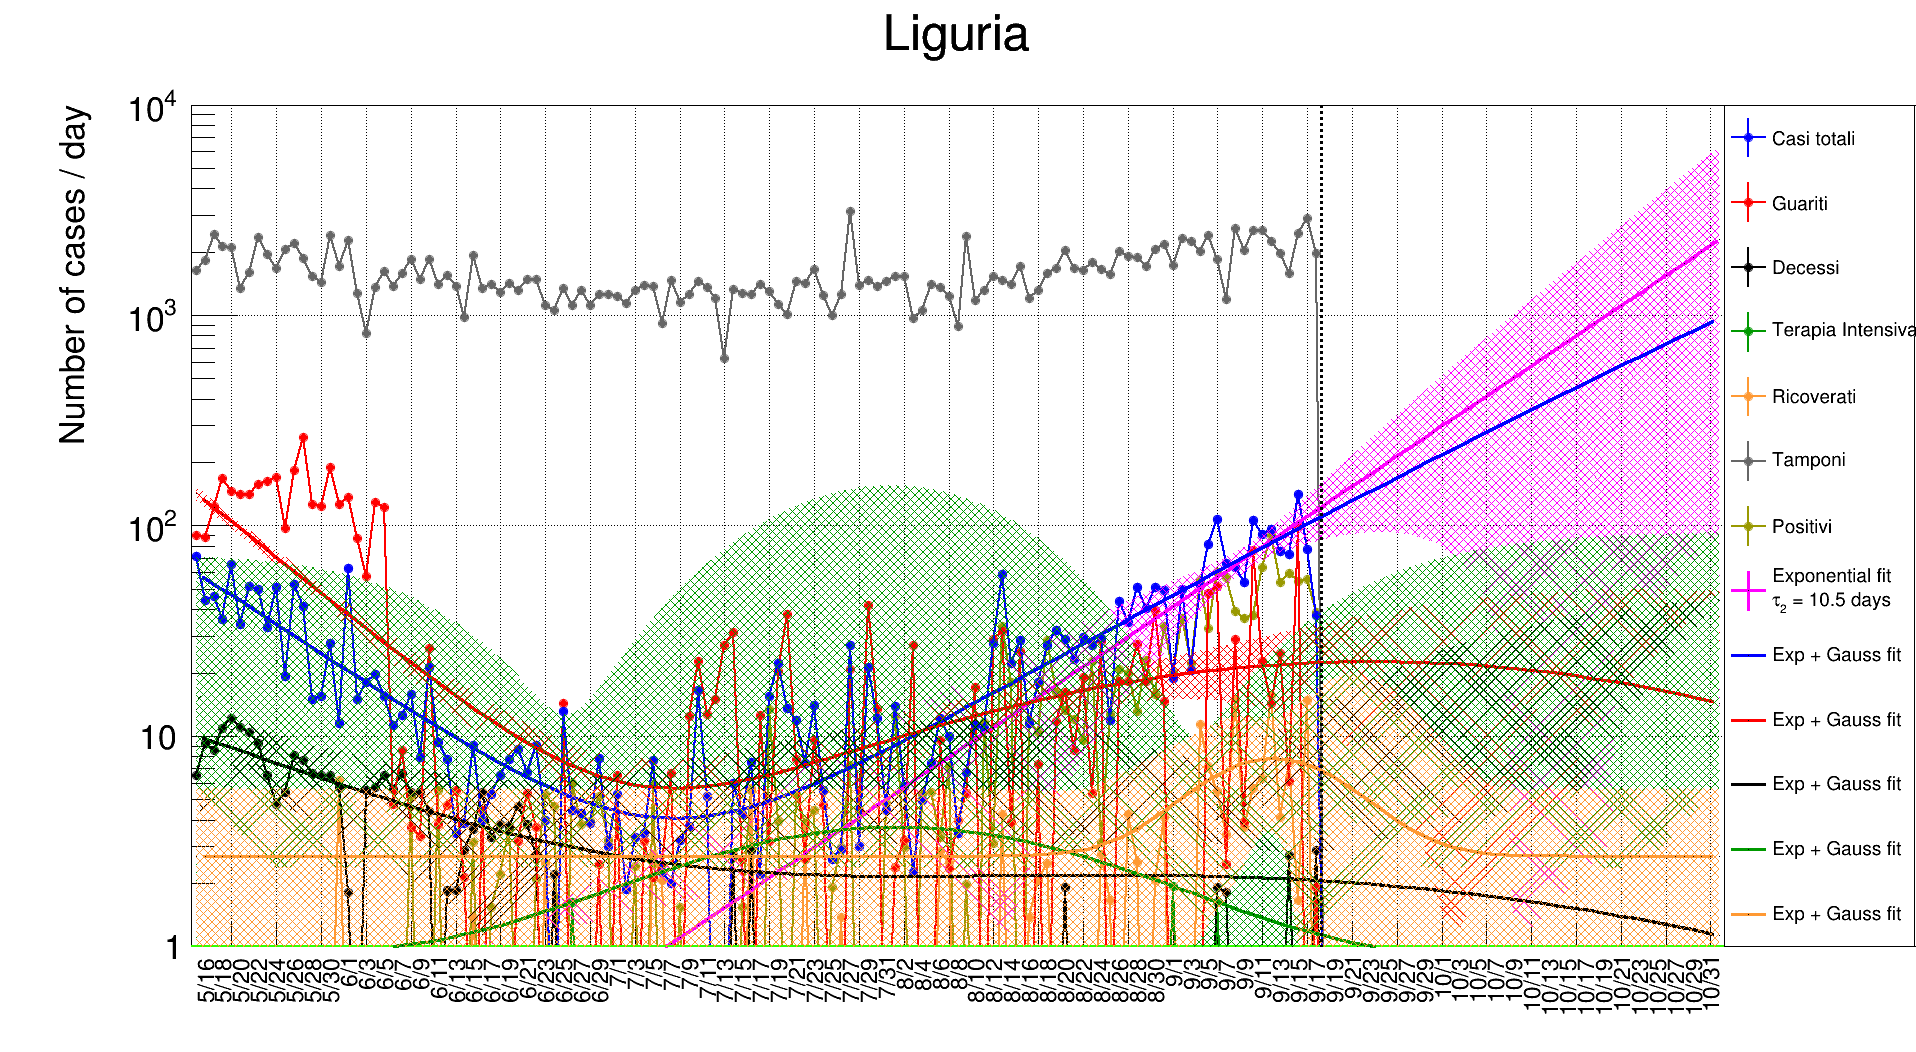 Liguria
Number of cases / day
10^4
10^3
10^2
10
1
5/16 5/18 5/20 5/22 5/24 5/26 5/28 5/30 6/1 6/3 6/5 6/7 6/9 6/11 6/13 6/15 6/17 6/19 6/21 6/23 6/25 6/27 6/29 7/1 7/3 7/5 7/7 7/9 7/11 7/13 7/15 7/17 7/19 7/21 7/23 7/25 7/27 7/29 7/31 8/2 8/4 8/6 8/8 8/10 8/12 8/14 8/16 8/18 8/20 8/22 8/24 8/26 8/28 8/30 9/1 9/3 9/5 9/7 9/9 9/11 9/13 9/15 9/17 9/19 9/21 9/23 9/25 9/27 9/29 10/1 10/3 10/5 10/7 10/9 10/11 10/13 10/15 10/17 10/19 10/21 10/23 10/25 10/27 10/29 10/31
Casi totali
Guariti
Decessi
Terapia Intensiva
Ricoverati
Tamponi
Positivi
Exponential fit
τ₂ = 10.5 days
Exp + Gauss fit
Exp + Gauss fit
Exp + Gauss fit
Exp + Gauss fit
Exp + Gauss fit